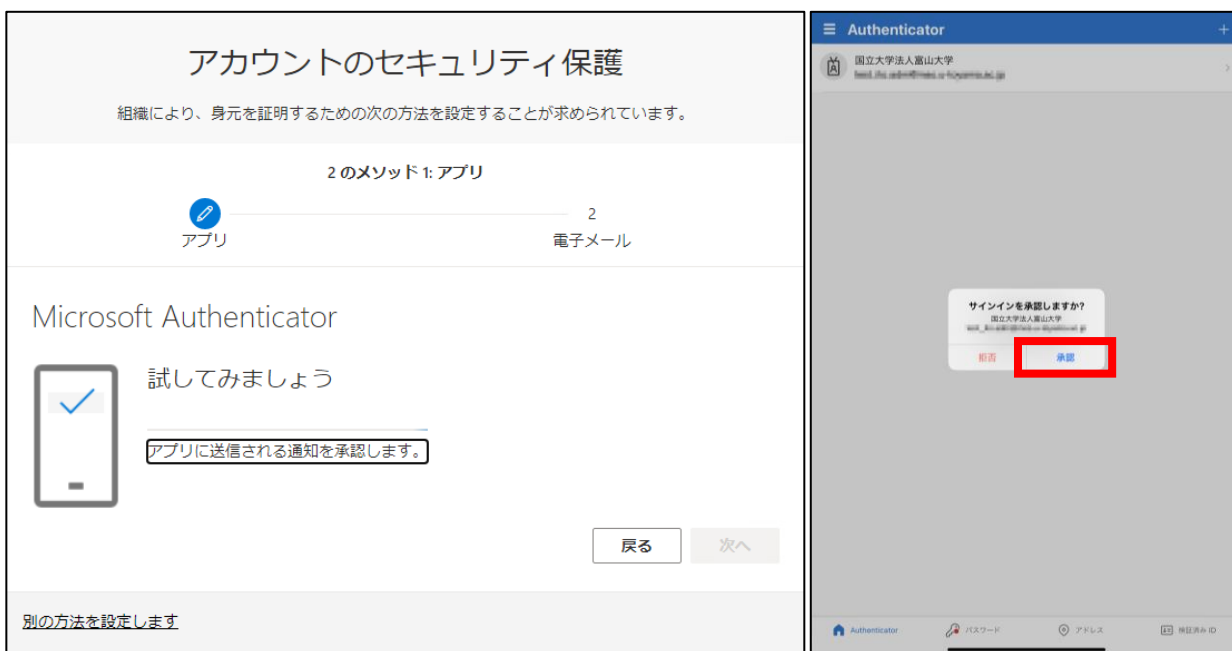 アカウントのセキュリティ保護
組織により、身元を証明するための次の方法を設定することが求められています。
2 のメソッド 1: アプリ
2
アプリ
電子メール
Microsoft Authenticator
試してみましょう
アプリに送信される通知を承認します。
戻る
次へ
別の方法を設定します
Authenticator
国立大学法人富山大学
サインインを承認しますか?
国立大学法人富山大学
拒否
承認
Authenticator
パスワード
アドレス
検証済み ID